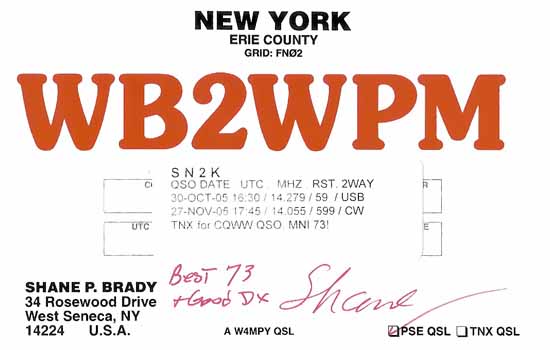 NEW YORK
ERIE COUNTY
GRID: FNØ2
WB2WPM
SN2K
QSO DATE UTC. MHZ RST. 2WAY
30-OCT-05 16:30 / 14.279 / 59 / USB
27-NOV-05 17:45 / 14.055 / 599 / CW
UTC
TNX for CQWW QSO. MNI 73!
Best 73
+Good Dx
Shane
SHANE P. BRADY
34 Rosewood Drive
West Seneca, NY
14224 U.S.A.
A W4MPY QSL
PSE QSL TNX QSL